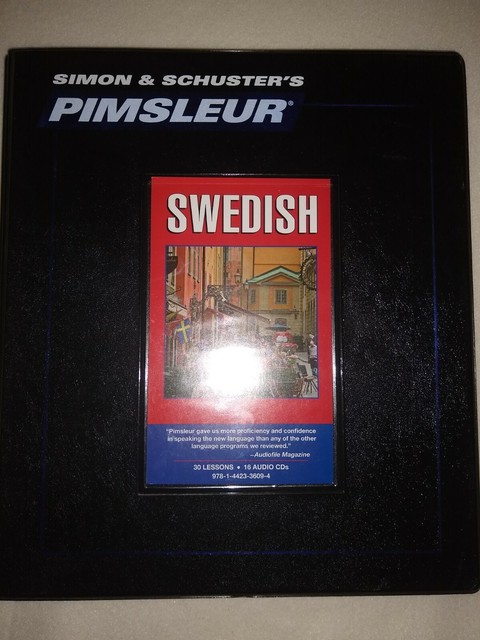 SIMON & SCHUSTER'S
PIMSLEUR®
SWEDISH
"Pimsleur gave us more proficiency and confidence
in speaking the new language than any of the other
language programs we reviewed."
—Audiofile Magazine
30 LESSONS • 16 AUDIO CDs
978-1-4423-3609-4